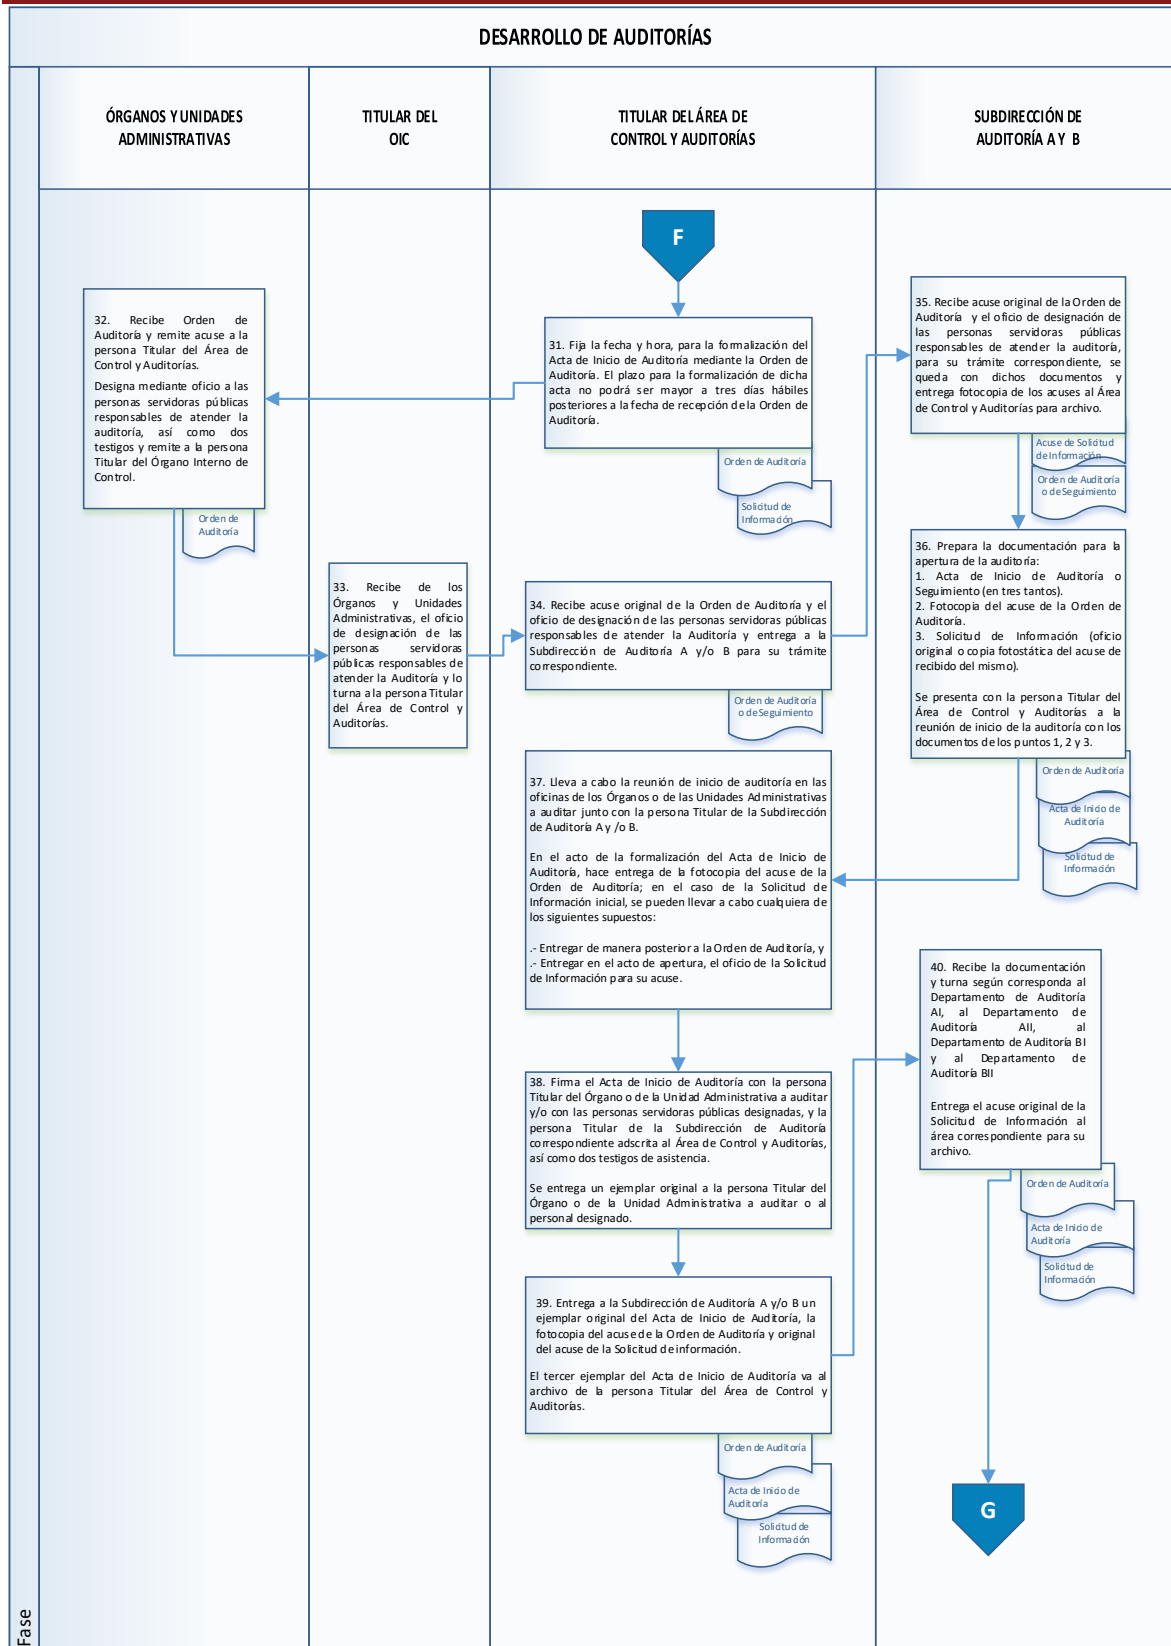 DESARROLLO DE AUDITORÍAS
ÓRGANOS Y UNIDADES
ADMINISTRATIVAS
TITULAR DEL
OIC
TITULAR DEL ÁREA DE
CONTROL Y AUDITORÍAS
SUBDIRECCIÓN DE
AUDITORÍA A Y B
F
31. Fija la fecha y hora, para la formalización del
Acta de Inicio de Auditoría mediante la Orden de
Auditoría. El plazo para la formalización de dicha
acta no podrá ser mayor a tres días hábiles
posteriores a la fecha de recepción de la Orden de
Auditoría.
Orden de Auditoría
Solicitud de
Información
32. Recibe Orden de
Auditoría y remite acuse a la
persona Titular del Área de
Control y Auditorías.
Designa mediante oficio a las
personas servidoras públicas
responsables de atender la
auditoría, así como dos
testigos y remite a la persona
Titular del Órgano Interno de
Control.
Orden de
Auditoría
33. Recibe de los
Órganos y Unidades
Administrativas, el oficio
de designación de las
personas servidoras
públicas responsables de
atender la Auditoría y lo
turna a la persona Titular
del Área de Control y
Auditorías.
34. Recibe acuse original de la Orden de Auditoría y el
oficio de designación de las personas servidoras públicas
responsables de atender la Auditoría y entrega a la
Subdirección de Auditoría A y/o B para su trámite
correspondiente.
Orden de Auditoría
o de Seguimiento
35. Recibe acuse original de la Orden de
Auditoría y el oficio de designación de
las personas servidoras públicas
responsables de atender la auditoría,
para su trámite correspondiente, se
queda con dichos documentos y
entrega fotocopia de los acuses al Área
de Control y Auditorías para archivo.
Acuse de Solicitud
de Información
Orden de Auditoría
o de Seguimiento
36. Prepara la documentación para la
apertura de la auditoría:
1. Acta de Inicio de Auditoría o
Seguimiento (en tres tantos).
2. Fotocopia del acuse de la Orden de
Auditoría.
3. Solicitud de Información (oficio
original o copia fotostática del acuse de
recibido del mismo).
Se presenta con la persona Titular del
Área de Control y Auditorías a la
reunión de inicio de la auditoría con los
documentos de los puntos 1, 2 y 3.
Orden de Auditoría
Acta de Inicio de
Auditoría
Solicitud de
Información
37. Lleva a cabo la reunión de inicio de auditoría en las
oficinas de los Órganos o de las Unidades Administrativas
a auditar junto con la persona Titular de la Subdirección
de Auditoría A y /o B.
En el acto de la formalización del Acta de Inicio de
Auditoría, hace entrega de la fotocopia del acuse de la
Orden de Auditoría; en el caso de la Solicitud de
Información inicial, se pueden llevar a cabo cualquiera de
los siguientes supuestos:
.- Entregar de manera posterior a la Orden de Auditoría, y
.- Entregar en el acto de apertura, el oficio de la Solicitud
de Información para su acuse.
38. Firma el Acta de Inicio de Auditoría con la persona
Titular del Órgano o de la Unidad Administrativa a auditar
y/o con las personas servidoras públicas designadas, y la
persona Titular de la Subdirección de Auditoría
correspondiente adscrita al Área de Control y Auditorías,
así como dos testigos de asistencia.
Se entrega un ejemplar original a la persona Titular del
Órgano o de la Unidad Administrativa a auditar o al
personal designado.
39. Entrega a la Subdirección de Auditoría A y/o B un
ejemplar original del Acta de Inicio de Auditoría, la
fotocopia del acuse de la Orden de Auditoría y original
del acuse de la Solicitud de información.
El tercer ejemplar del Acta de Inicio de Auditoría va al
archivo de la persona Titular del Área de Control y
Auditorías.
Orden de Auditoría
Acta de Inicio de
Auditoría
Solicitud de
Información
40. Recibe la documentación
y turna según corresponda al
Departamento de Auditoría
AI, al Departamento de
Auditoría AII, al
Departamento de Auditoría BI
y al Departamento de
Auditoría BII
Entrega el acuse original de la
Solicitud de Información al
área correspondiente para su
archivo.
Orden de Auditoría
Acta de Inicio de
Auditoría
Solicitud de
Información
G
Fase